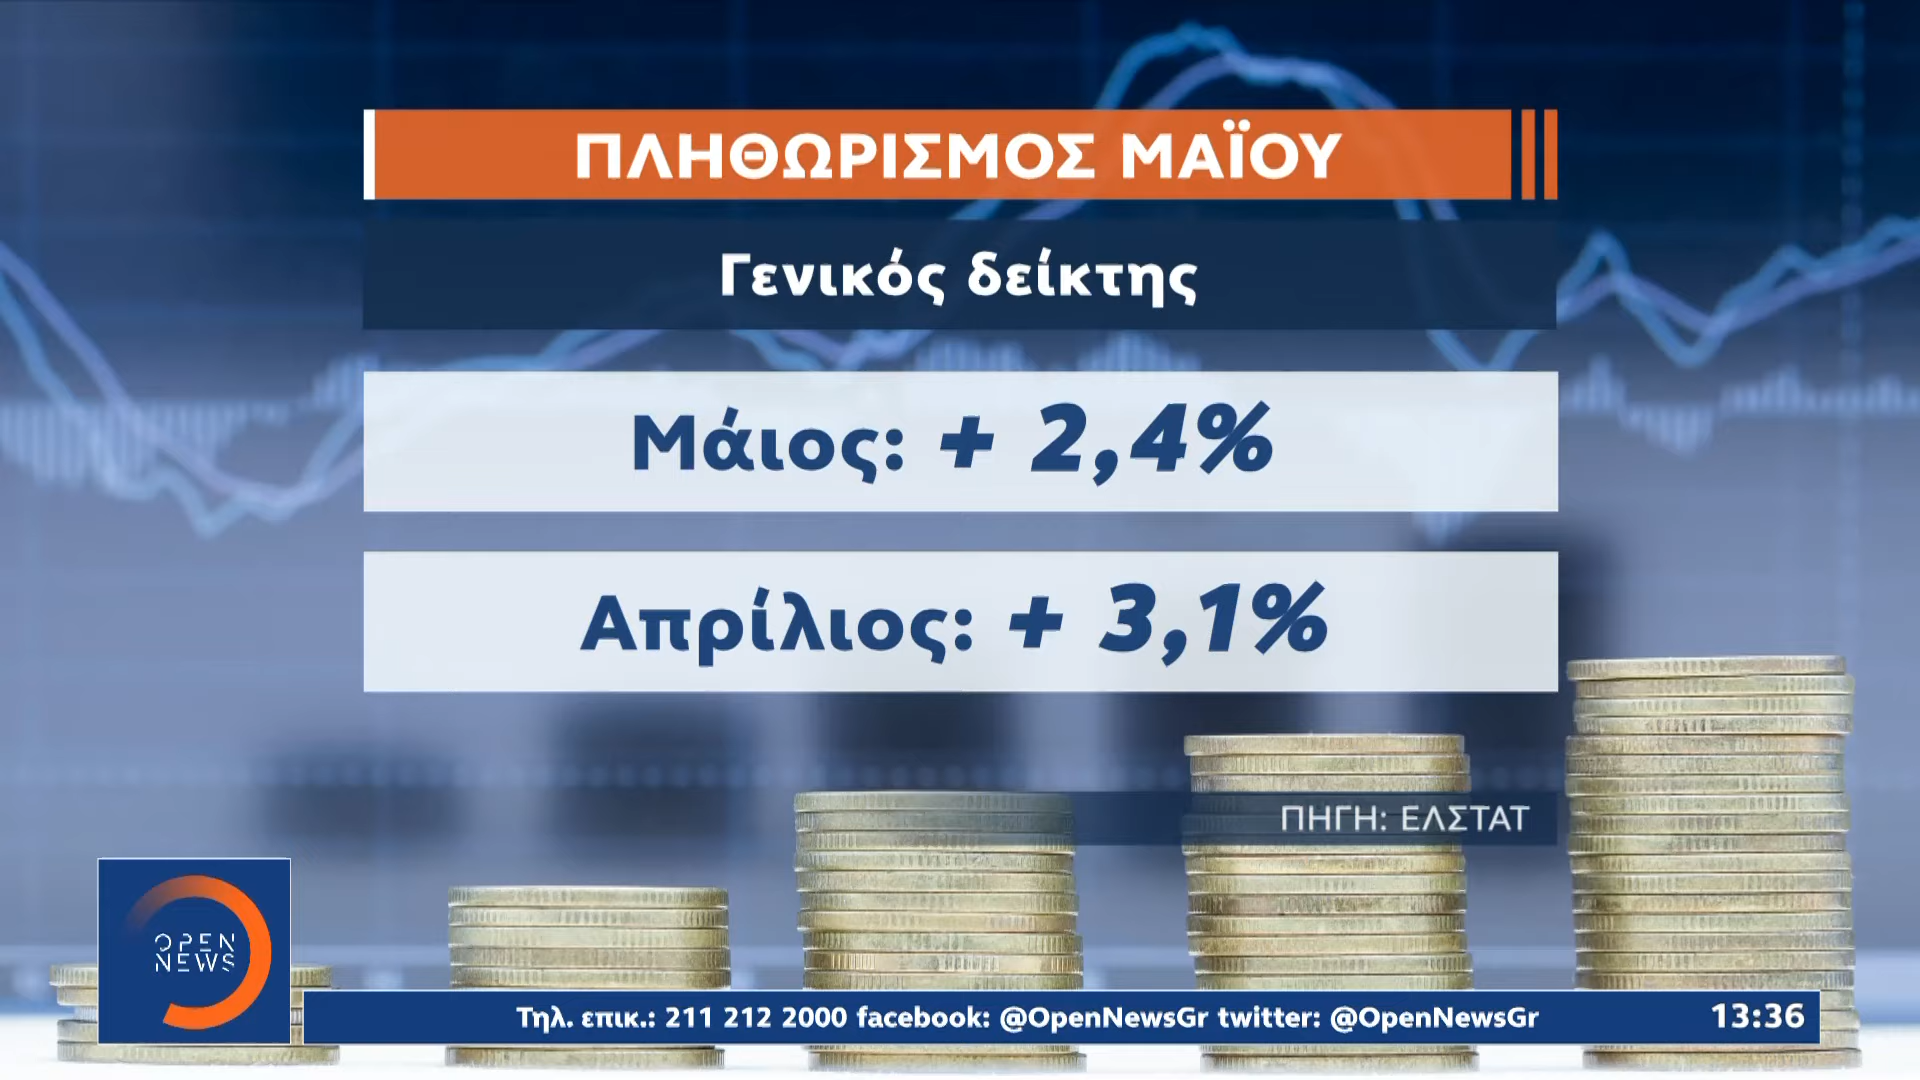 ΠΛΗΘΩΡΙΣΜΟΣ ΜΑΪΟΥ
Γενικός δείκτης
Μάιος: + 2,4%
Απρίλιος: + 3,1%
ΠΗΓΗ: ΕΛΣΤΑΤ
OPEN
NEWS
Τηλ. επικ.: 211 212 2000 facebook: @OpenNewsGr twitter: @OpenNewsGr
13:36